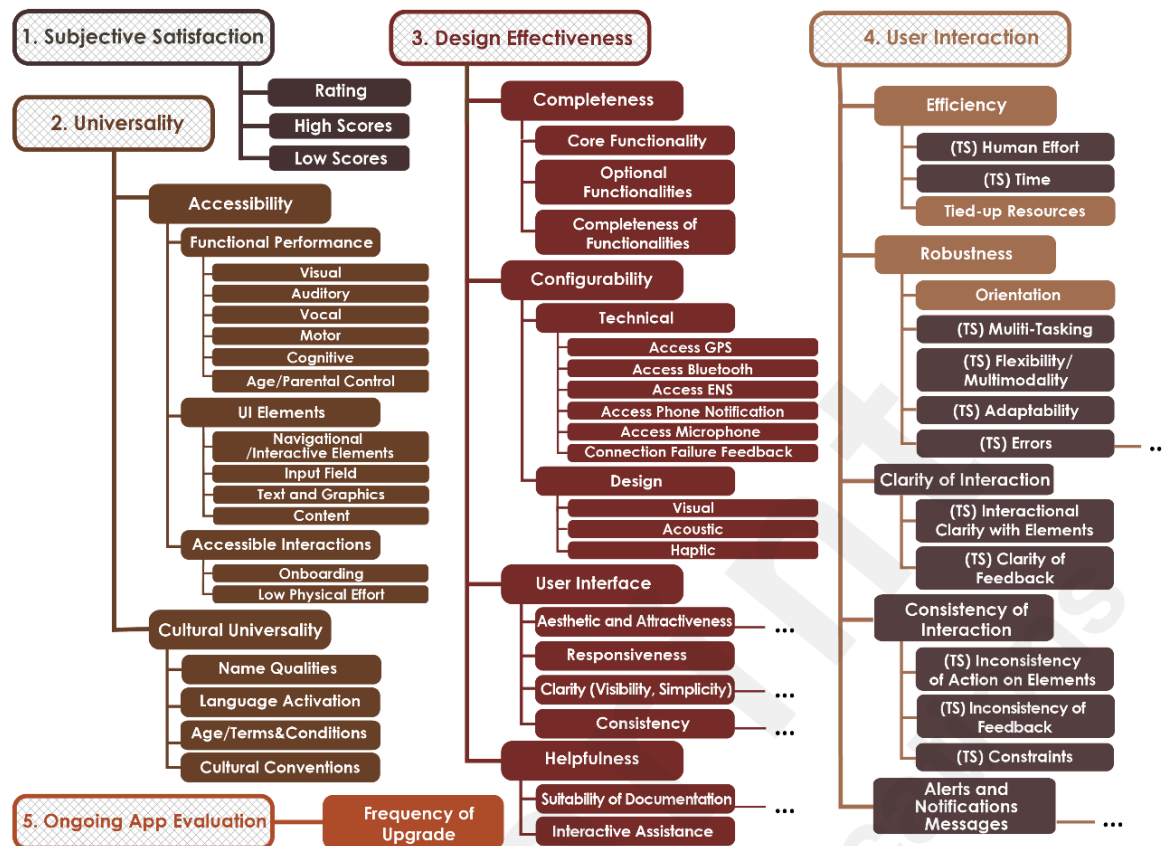 1. Subjective Satisfaction
Rating
High Scores
Low Scores
2. Universality
Accessibility
Functional Performance
Visual
Auditory
Vocal
Motor
Cognitive
Age/Parental Control
UI Elements
Navigational
/Interactive Elements
Input Field
Text and Graphics
Content
Accessible Interactions
Onboarding
Low Physical Effort
Cultural Universality
Name Qualities
Language Activation
Age/Terms&Conditions
Cultural Conventions
5. Ongoing App Evaluation
Frequency of
Upgrade
3. Design Effectiveness
Completeness
Core Functionality
Optional
Functionalities
Completeness of
Functionalities
Configurability
Technical
Access GPS
Access Bluetooth
Access ENS
Access Phone Notification
Access Microphone
Connection Failure Feedback
Design
Visual
Acoustic
Haptic
User Interface
Aesthetic and Attractiveness ...
Responsiveness
Clarity (Visibility, Simplicity) ...
Consistency ...
Helpfulness
Suitability of Documentation ...
Interactive Assistance
4. User Interaction
Efficiency
(TS) Human Effort
(TS) Time
Tied-up Resources
Robustness
Orientation
(TS) Muliti-Tasking
(TS) Flexibility/
Multimodality
(TS) Adaptability
(TS) Errors ..
Clarity of Interaction
(TS) Interactional
Clarity with Elements
(TS) Clarity of
Feedback
Consistency of
Interaction
(TS) Inconsistency
of Action on Elements
(TS) Inconsistency of
Feedback
(TS) Constraints
Alerts and
Notifications
Messages ...